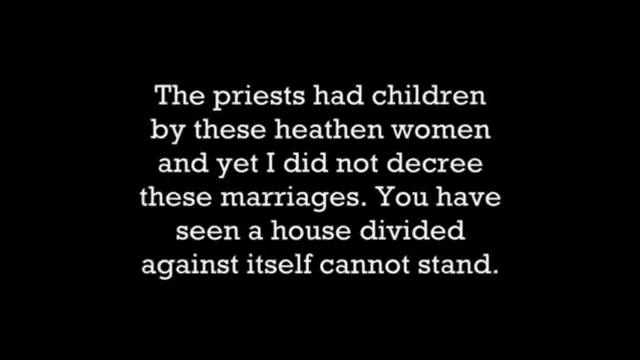 The priests had children
by these heathen women
and yet I did not decree
these marriages. You have
seen a house divided
against itself cannot stand.